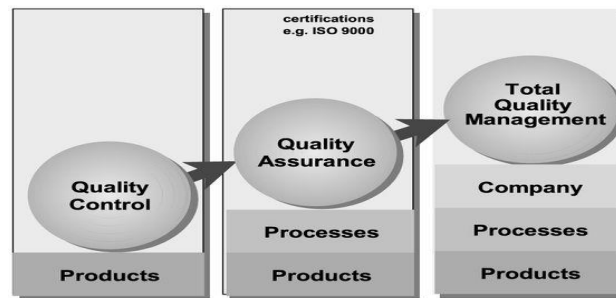 Quality
Control
Products
certifications
e.g. ISO 9000
Quality
Assurance
Processes
Products
Total
Quality
Management
Company
Processes
Products